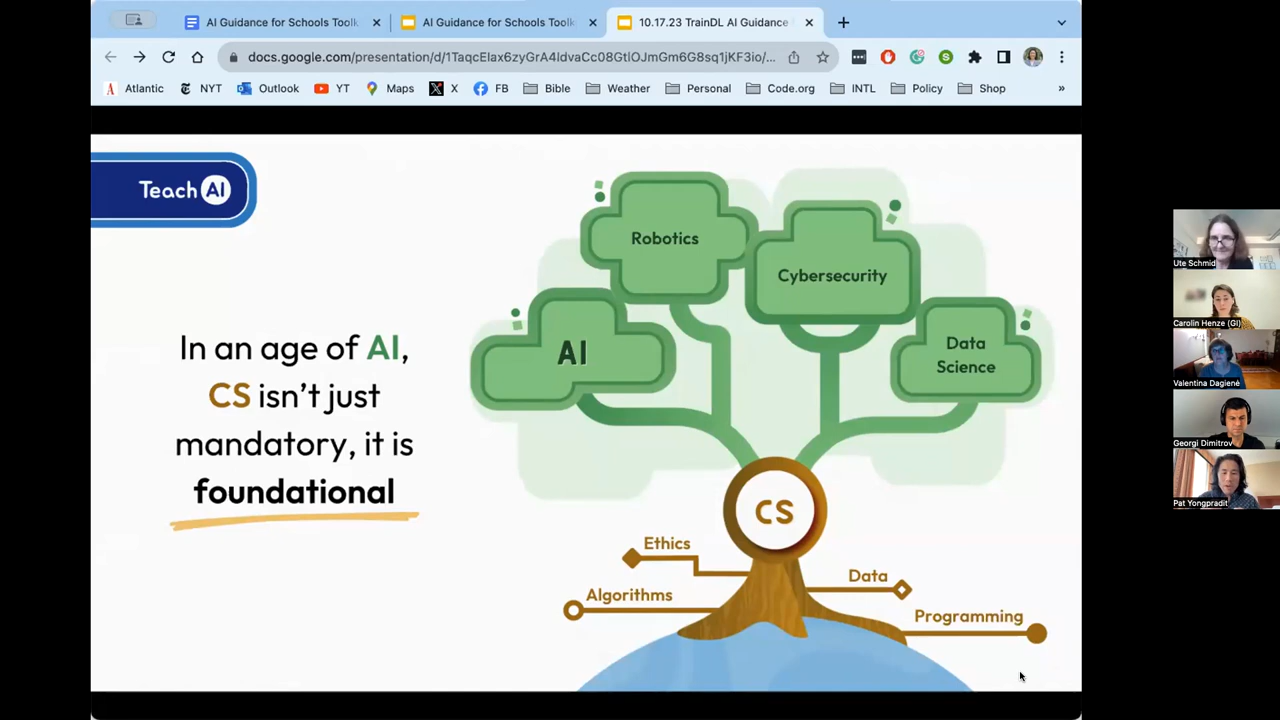 AI Guidance for Schools Toolk
AI Guidance for Schools Toolk
10.17.23 TrainDL AI Guidance
docs.google.com/presentation/d/1TaqcElax6zyGrA4ldvaCc08GtlOJmGm6G8sq1jKF3io/...
Atlantic
NYT
Outlook
YT
Maps
X
FB
Bible
Weather
Personal
Code.org
INTL
Policy
Shop
»
Teach AI
In an age of AI,
CS isn't just
mandatory, it is
foundational
Robotics
Cybersecurity
AI
Data
Science
CS
Ethics
Data
Algorithms
Programming
Ute Schmid
Carolin Henze (GI)
Valentina Dagienė
Georgi Dimitrov
Pat Yongpradit